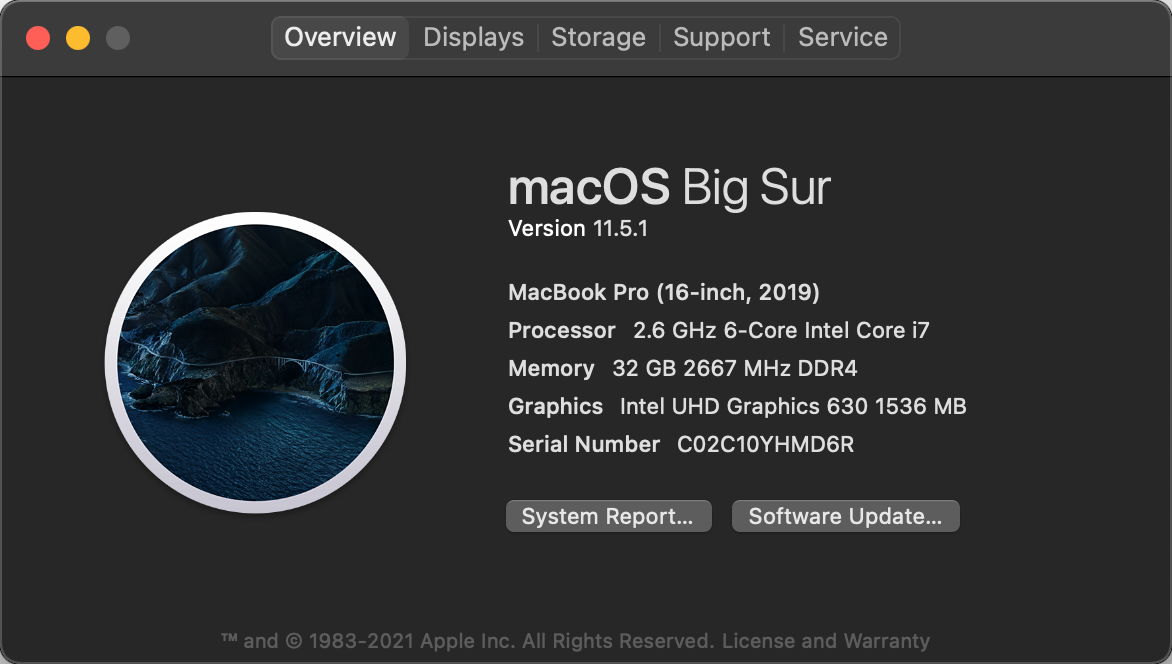 Overview Displays Storage Support Service
macOS Big Sur
Version 11.5.1
MacBook Pro (16-inch, 2019)
Processor 2.6 GHz 6-Core Intel Core i7
Memory 32 GB 2667 MHz DDR4
Graphics Intel UHD Graphics 630 1536 MB
Serial Number C02C10YHMD6R
System Report... Software Update...
™ and © 1983-2021 Apple Inc. All Rights Reserved. License and Warranty